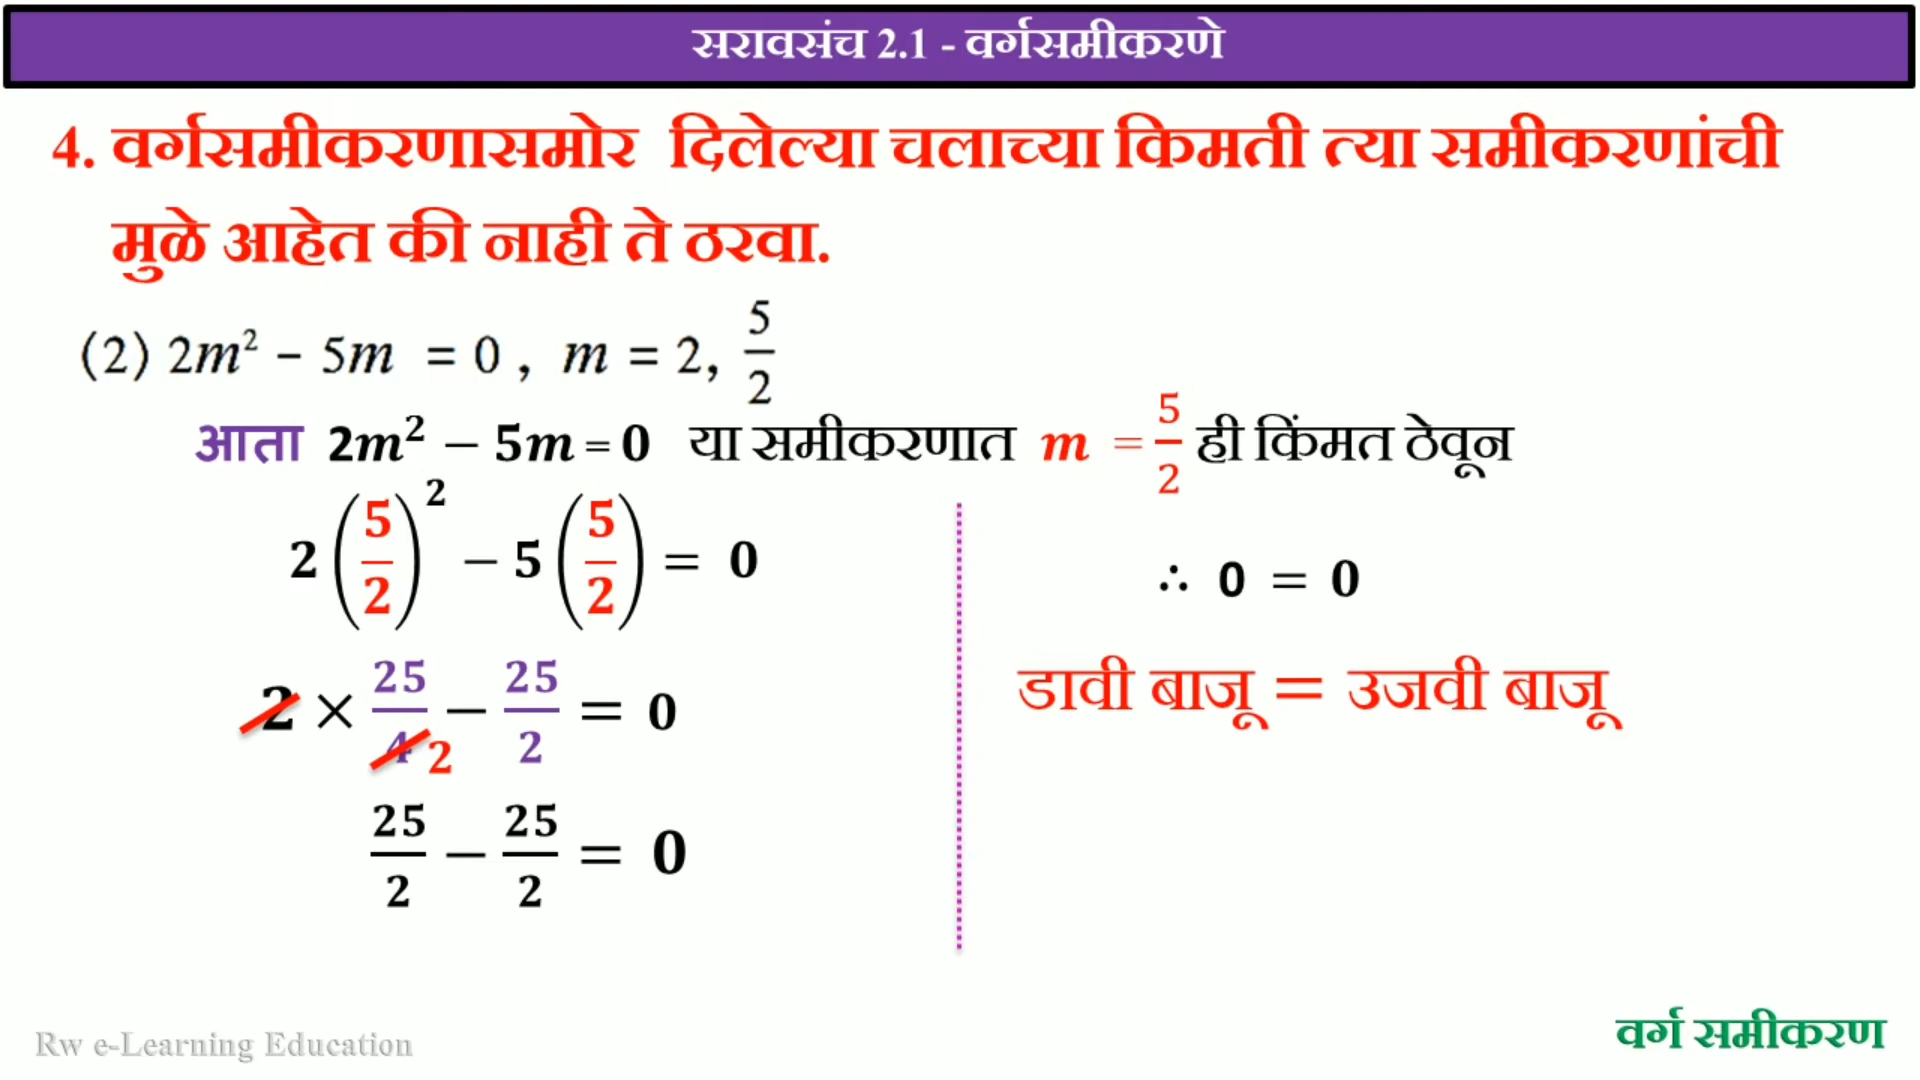 सरावसंच 2.1 - वर्गसमीकरणे
4. वर्गसमीकरणासमोर दिलेल्या चलाच्या किमती त्या समीकरणांची
मुळे आहेत की नाही ते ठरवा.
(2) 2m² – 5m = 0 , m = 2, 5/2
आता 2m² − 5m = 0 या समीकरणात m = 5/2 ही किंमत ठेवून
2(5/2)² − 5(5/2) = 0
2 × 25/4 2 − 25/2 = 0
25/2 − 25/2 = 0
∴ 0 = 0
डावी बाजू = उजवी बाजू
Rw e-Learning Education
वर्ग समीकरण